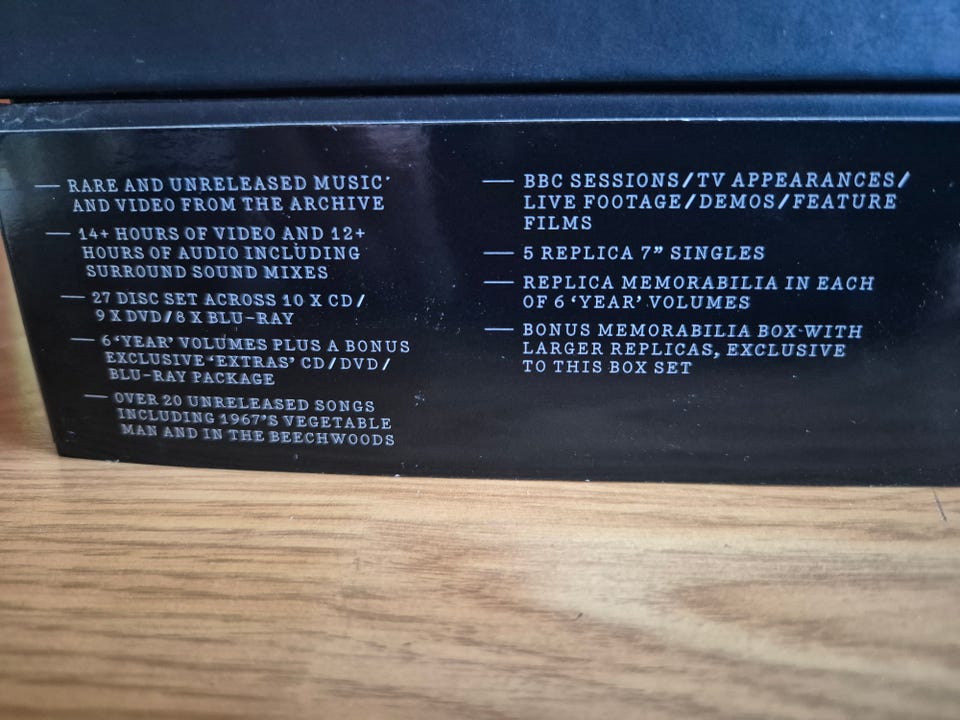 — RARE AND UNRELEASED MUSIC
AND VIDEO FROM THE ARCHIVE
— 14+ HOURS OF VIDEO AND 12+
HOURS OF AUDIO INCLUDING
SURROUND SOUND MIXES
— 27 DISC SET ACROSS 10 X CD/
9 X DVD/8 X BLU-RAY
— 6 ‘YEAR’ VOLUMES PLUS A BONUS
EXCLUSIVE ‘EXTRAS’ CD/DVD/
BLU-RAY PACKAGE
— OVER 20 UNRELEASED SONGS
INCLUDING 1967’S VEGETABLE
MAN AND IN THE BEECHWOODS
— BBC SESSIONS/TV APPEARANCES/
LIVE FOOTAGE/DEMOS/FEATURE
FILMS
— 5 REPLICA 7” SINGLES
— REPLICA MEMORABILIA IN EACH
OF 6 ‘YEAR’ VOLUMES
— BONUS MEMORABILIA BOX WITH
LARGER REPLICAS, EXCLUSIVE
TO THIS BOX SET